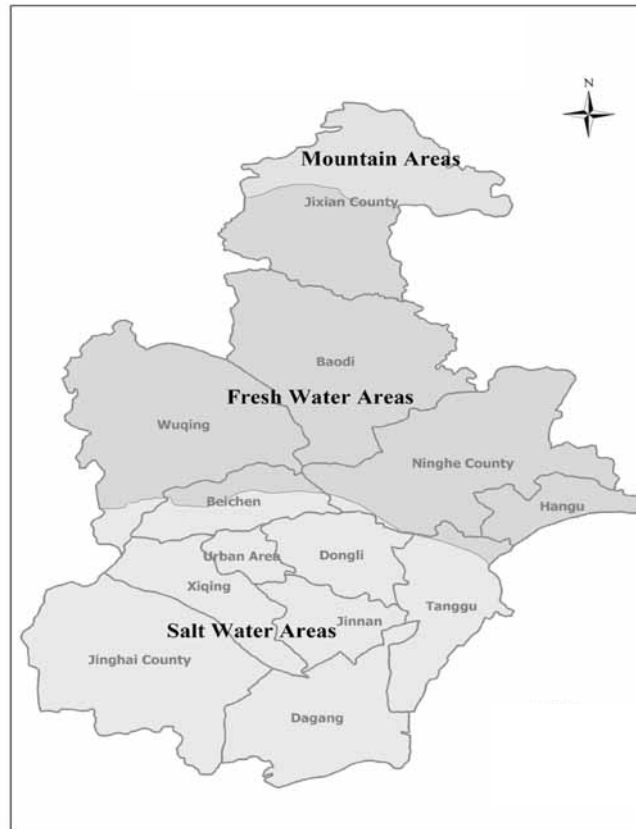 N
Mountain Areas
Jixian County
Baodi
Fresh Water Areas
Wuqing
Ninghe County
Beichen
Hangu
Urban Area
Dongli
Xiqing
Tanggu
Jinnan
Salt Water Areas
Jinghai County
Dagang